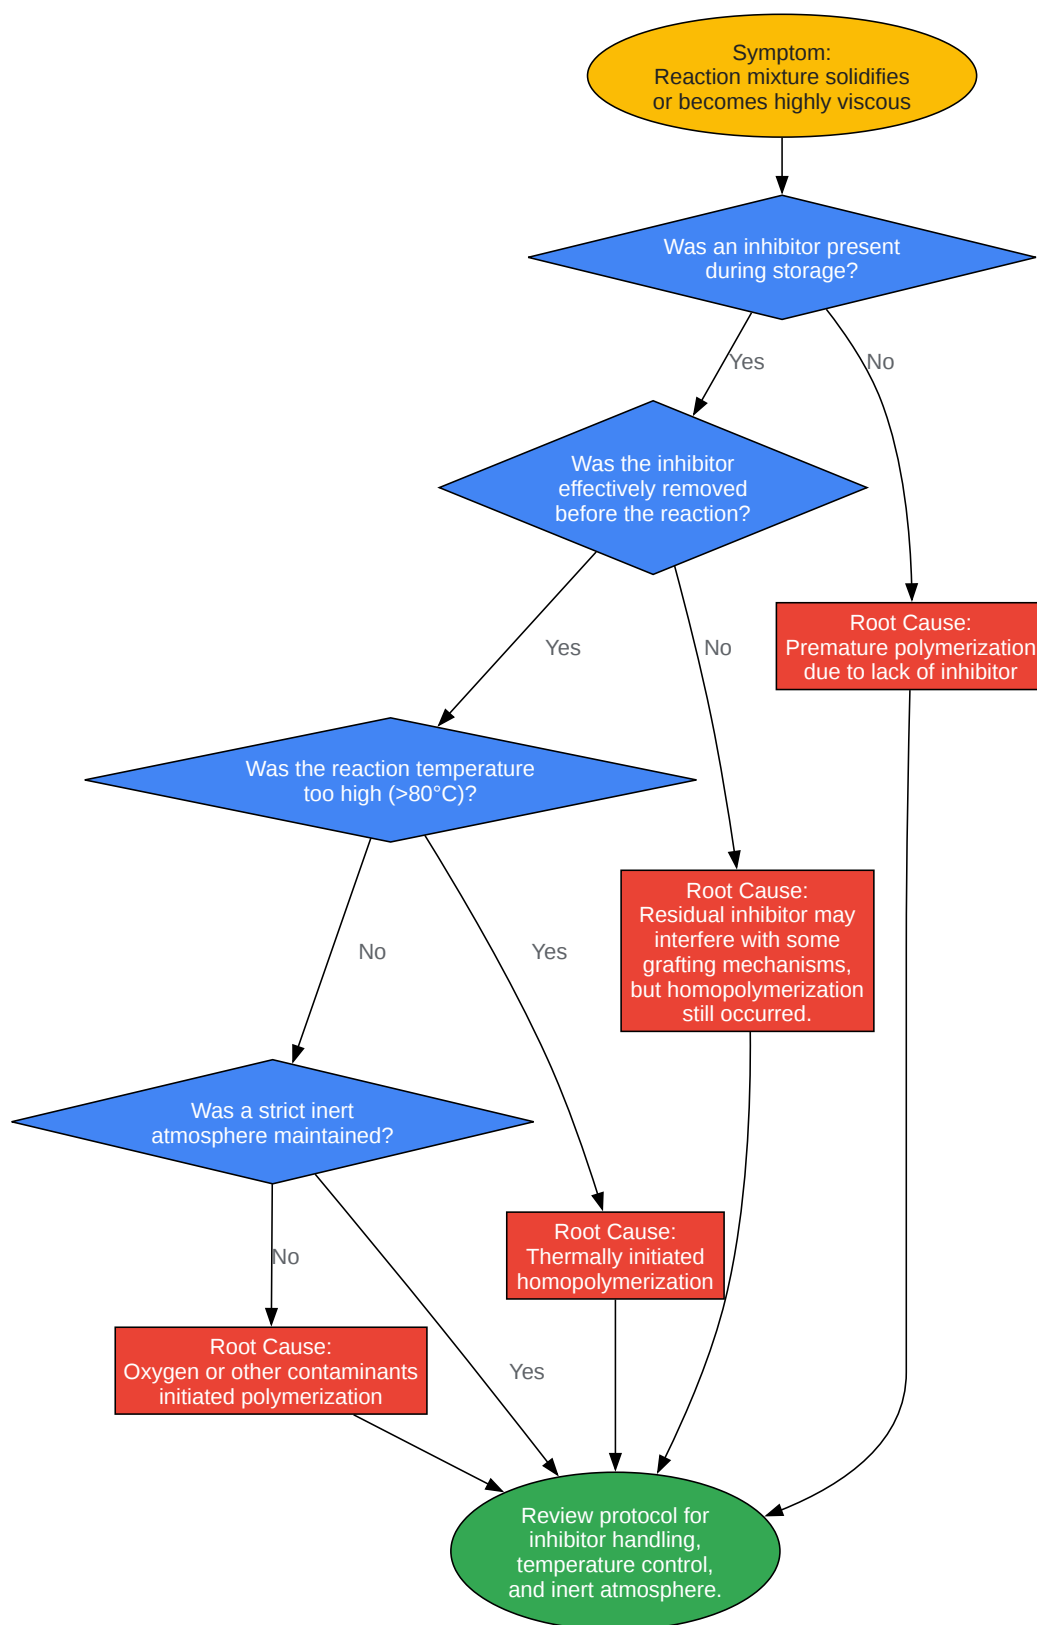 Symptom:
Reaction mixture solidifies
or becomes highly viscous
Was an inhibitor present
during storage?
Yes
No
Was the inhibitor
effectively removed
before the reaction?
Root Cause:
Premature polymerization
due to lack of inhibitor
Yes
No
Was the reaction temperature
too high (>80°C)?
Root Cause:
Residual inhibitor may
interfere with some
grafting mechanisms,
but homopolymerization
still occurred.
No
Yes
Was a strict inert
atmosphere maintained?
Root Cause:
Thermally initiated
homopolymerization
No
Root Cause:
Oxygen or other contaminants
initiated polymerization
Yes
Review protocol for
inhibitor handling,
temperature control,
and inert atmosphere.